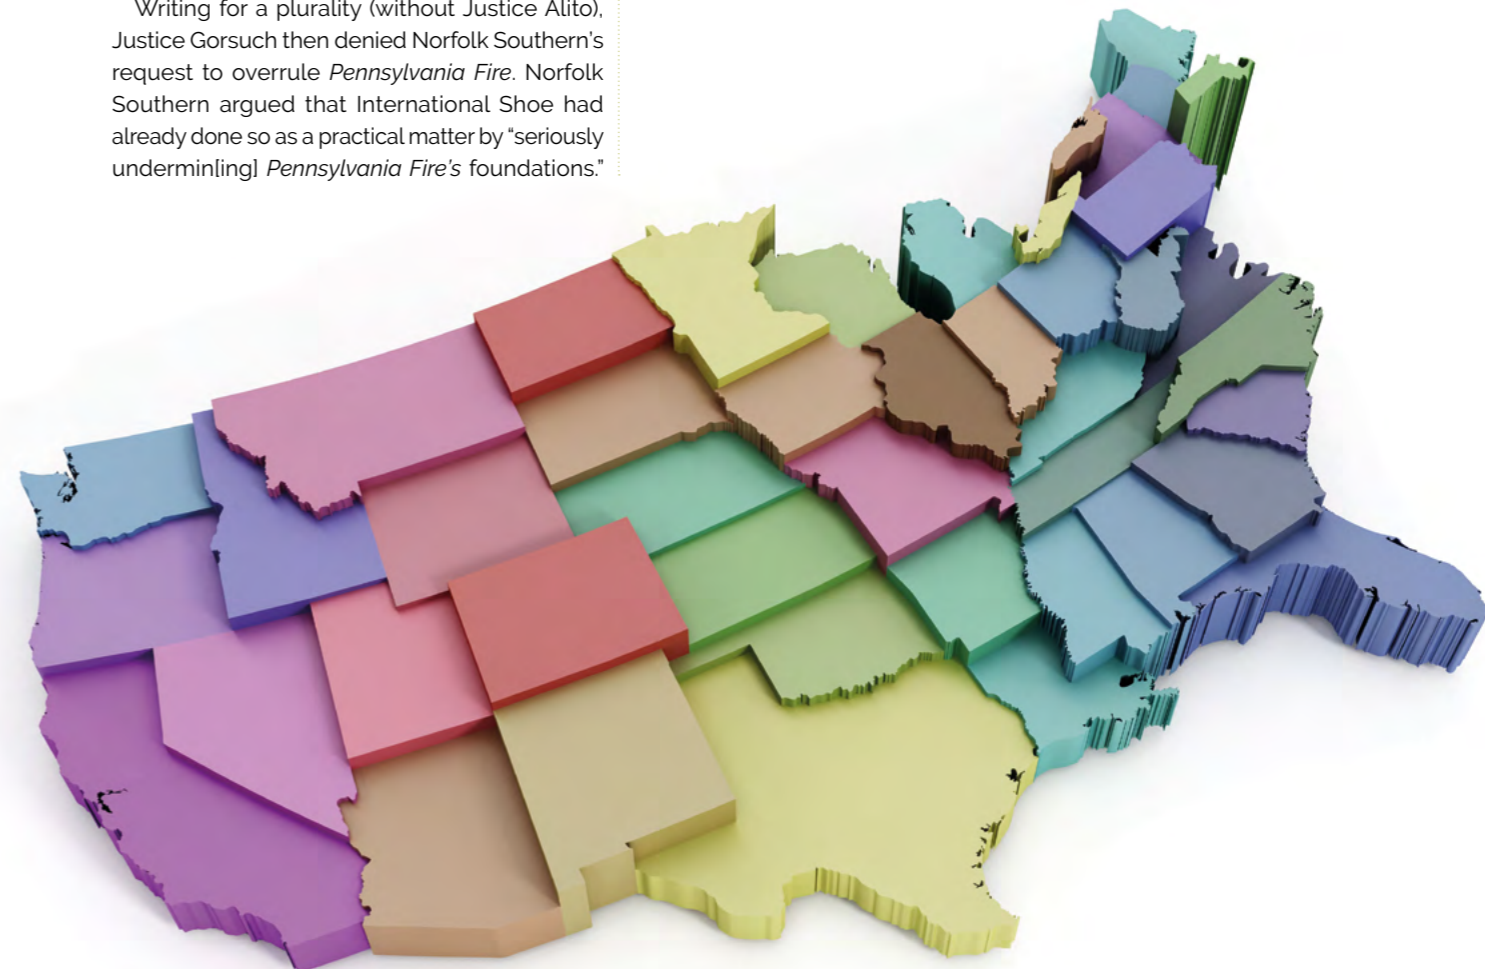 Writing for a plurality (without Justice Alito),
Justice Gorsuch then denied Norfolk Southern’s
request to overrule Pennsylvania Fire. Norfolk
Southern argued that International Shoe had
already done so as a practical matter by “seriously
undermin[ing] Pennsylvania Fire’s foundations.”